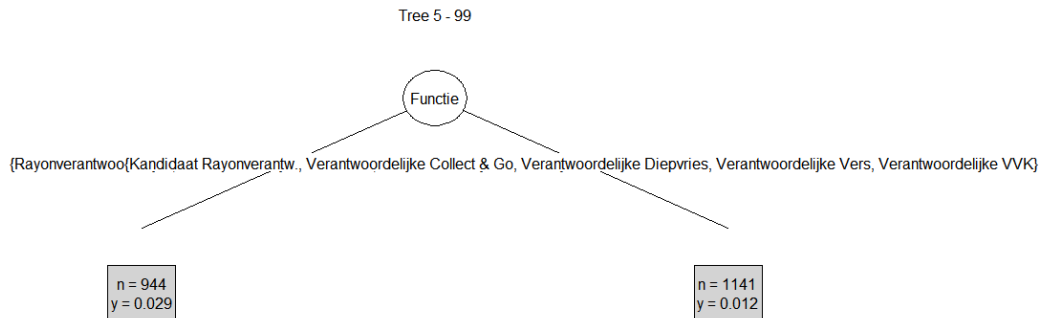 Tree 5 - 99
Functie
{Rayonverantwoo{Kandidaat Rayonverantw., Verantwoordelijke Collect & Go, Verantwoordelijke Diepvries, Verantwoordelijke Vers, Verantwoordelijke VVK}
n = 944
y = 0.029
n = 1141
y = 0.012